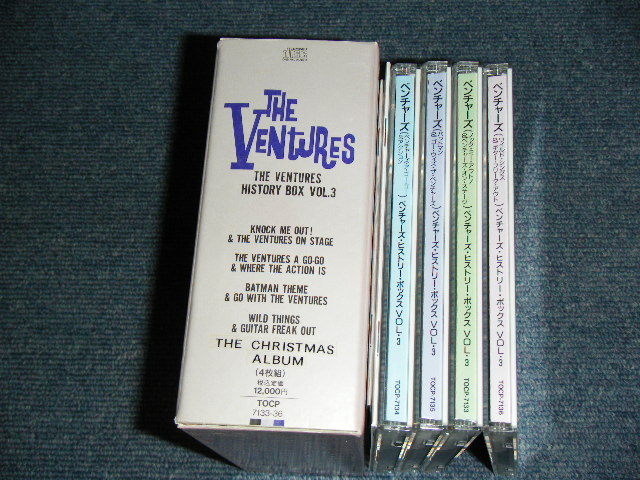 THE
VENTURES
THE VENTURES
HISTORY BOX VOL.3
KNOCK ME OUT!
& THE VENTURES ON STAGE
THE VENTURES A GO-GO
& WHERE THE ACTION IS
BATMAN THEME
& GO WITH THE VENTURES
WILD THINGS
& GUITAR FREAK OUT
THE CHRISTMAS
ALBUM
(4枚組)
税込定価
12,000円
TOCP
7133-36
ベンチャーズ
ベンチャーズ・ヒストリー・ボックス VOL・3
TOCP-7134
ベンチャーズ
ベンチャーズ・ヒストリー・ボックス VOL・3
TOCP-7135
ベンチャーズ
ベンチャーズ・ヒストリー・ボックス VOL・3
TOCP-7133
ベンチャーズ
ベンチャーズ・ヒストリー・ボックス VOL・3
TOCP-7136